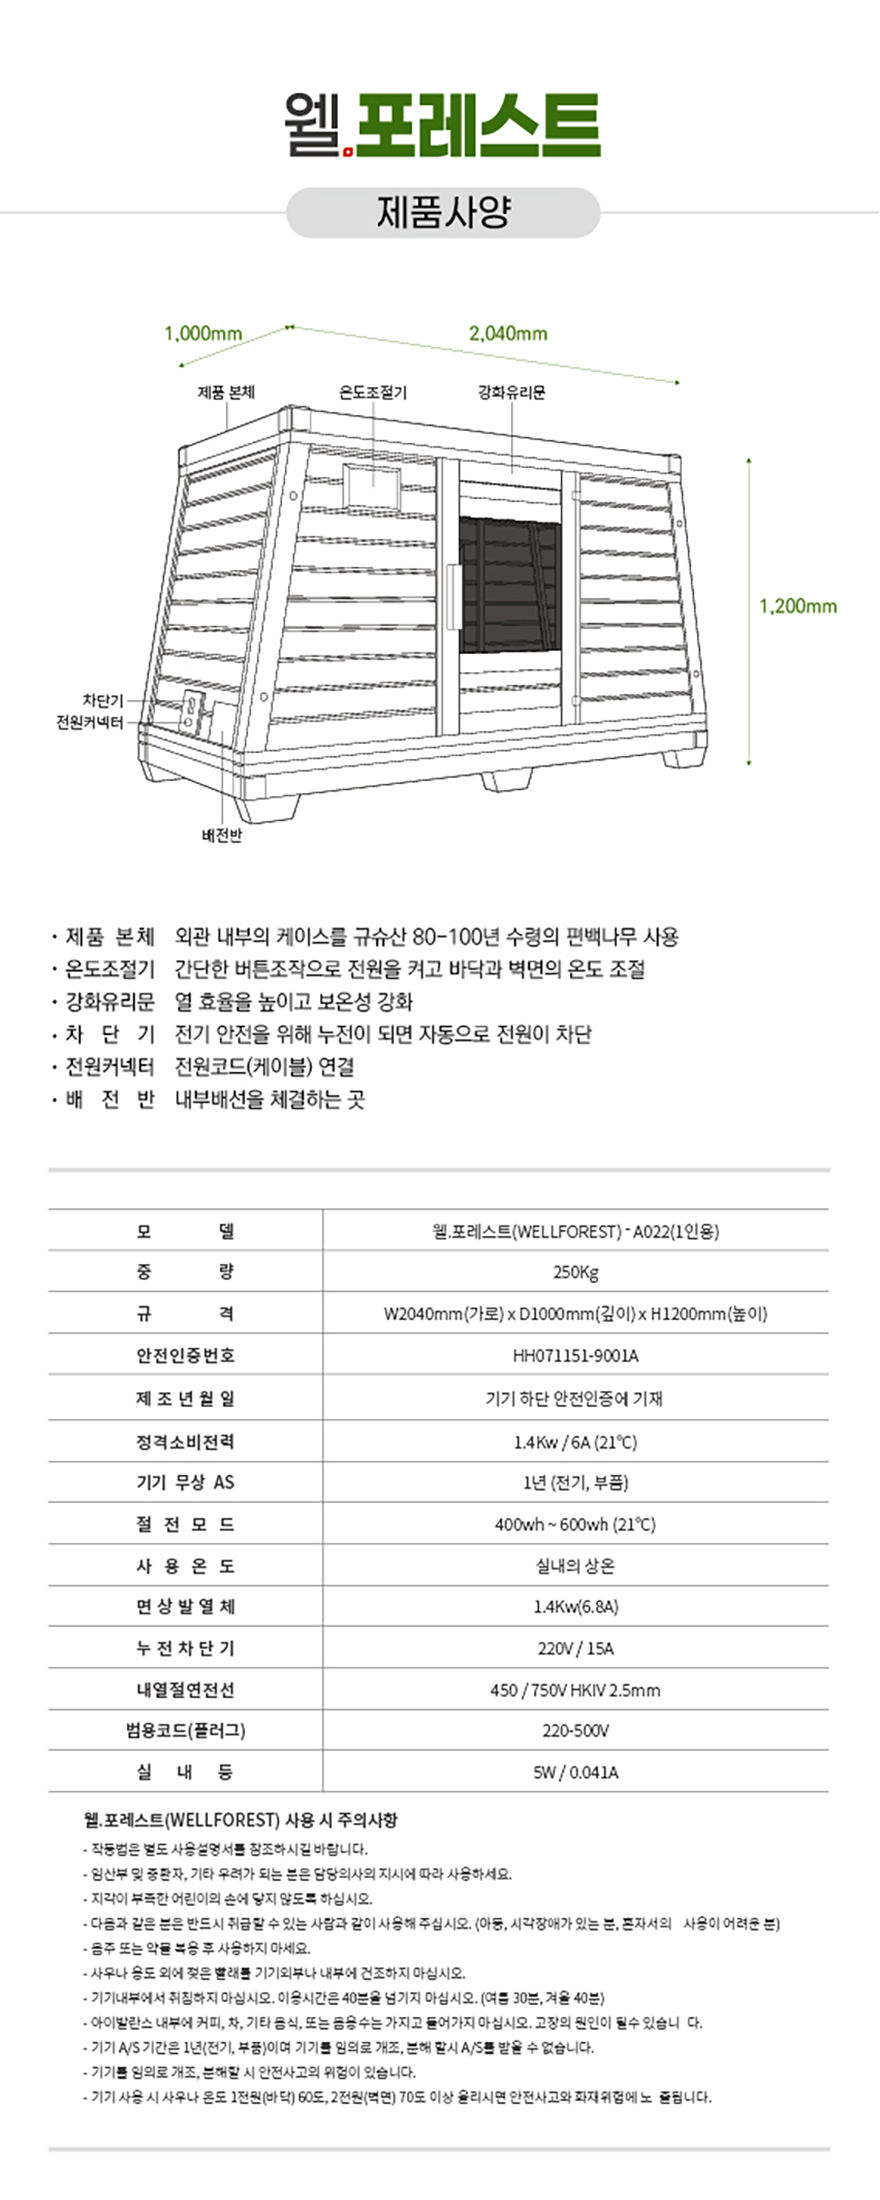 웰.포레스트
제품사양
1,000mm
2,040mm
제품 본체
온도조절기
강화유리문
1,200mm
차단기
전원커넥터
배전반
· 제품 본체 외관 내부의 케이스를 규슈산 80-100년 수령의 편백나무 사용
· 온도조절기 간단한 버튼조작으로 전원을 켜고 바닥과 벽면의 온도 조절
· 강화유리문 열 효율을 높이고 보온성 강화
· 차 단 기 전기 안전을 위해 누전이 되면 자동으로 전원이 차단
· 전원커넥터 전원코드(케이블) 연결
· 배 전 반 내부배선을 체결하는 곳
모 델 웰.포레스트(WELLFOREST) - A022(1인용)
중 량 250Kg
규 격 W2040mm(가로) x D1000mm(깊이) x H1200mm(높이)
안전인증번호 HH071151-9001A
제 조 년 월 일 기기 하단 안전인증에 기재
정격소비전력 1.4Kw / 6A (21℃)
기기 무상 AS 1년 (전기, 부품)
절 전 모 드 400wh ~ 600wh (21℃)
사 용 온 도 실내의 상온
면 상 발 열 체 1.4Kw(6.8A)
누 전 차 단 기 220V / 15A
내열절연전선 450 / 750V HKIV 2.5mm
범용코드(플러그) 220-500V
실 내 등 5W / 0.041A
웰.포레스트(WELLFOREST) 사용 시 주의사항
- 작동법은 별도 사용설명서를 참조하시길 바랍니다.
- 임산부 및 중환자, 기타 우려가 되는 분은 담당의사의 지시에 따라 사용하세요.
- 지각이 부족한 어린이의 손에 닿지 않도록 하십시오.
- 다음과 같은 분은 반드시 취급할 수 있는 사람과 같이 사용해 주십시오. (아동, 시각장애가 있는 분, 혼자서의 사용이 어려운 분)
- 음주 또는 약물 복용 후 사용하지 마세요.
- 사우나 용도 외에 젖은 빨래를 기기외부나 내부에 건조하지 마십시오.
- 기기내부에서 취침하지 마십시오. 이용시간은 40분을 넘기지 마십시오. (여름 30분, 겨울 40분)
- 아이발란스 내부에 커피, 차, 기타 음식, 또는 음용수는 가지고 들어가지 마십시오. 고장의 원인이 될수 있습니 다.
- 기기 A/S 기간은 1년(전기, 부품)이며 기기를 임의로 개조, 분해 할시 A/S를 받을 수 없습니다.
- 기기를 임의로 개조, 분해할 시 안전사고의 위험이 있습니다.
- 기기 사용 시 사우나 온도 1전원(바닥) 60도, 2전원(벽면) 70도 이상 올리시면 안전사고와 화재위험에 노 출됩니다.